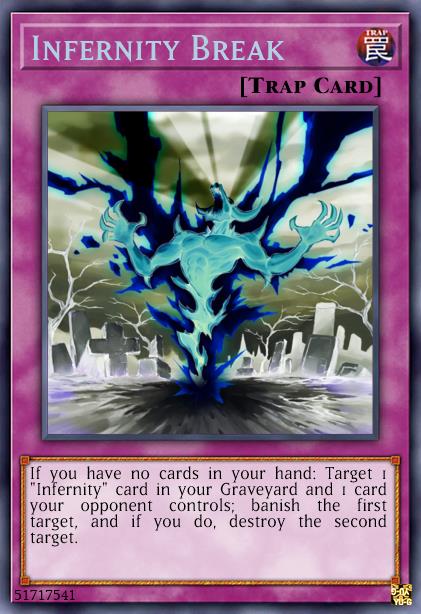 INFERNITY BREAK
TRAP
罠
[TRAP CARD]
If you have no cards in your hand: Target 1
"Infernity" card in your Graveyard and 1 card
your opponent controls; banish the first
target, and if you do, destroy the second
target.
51717541